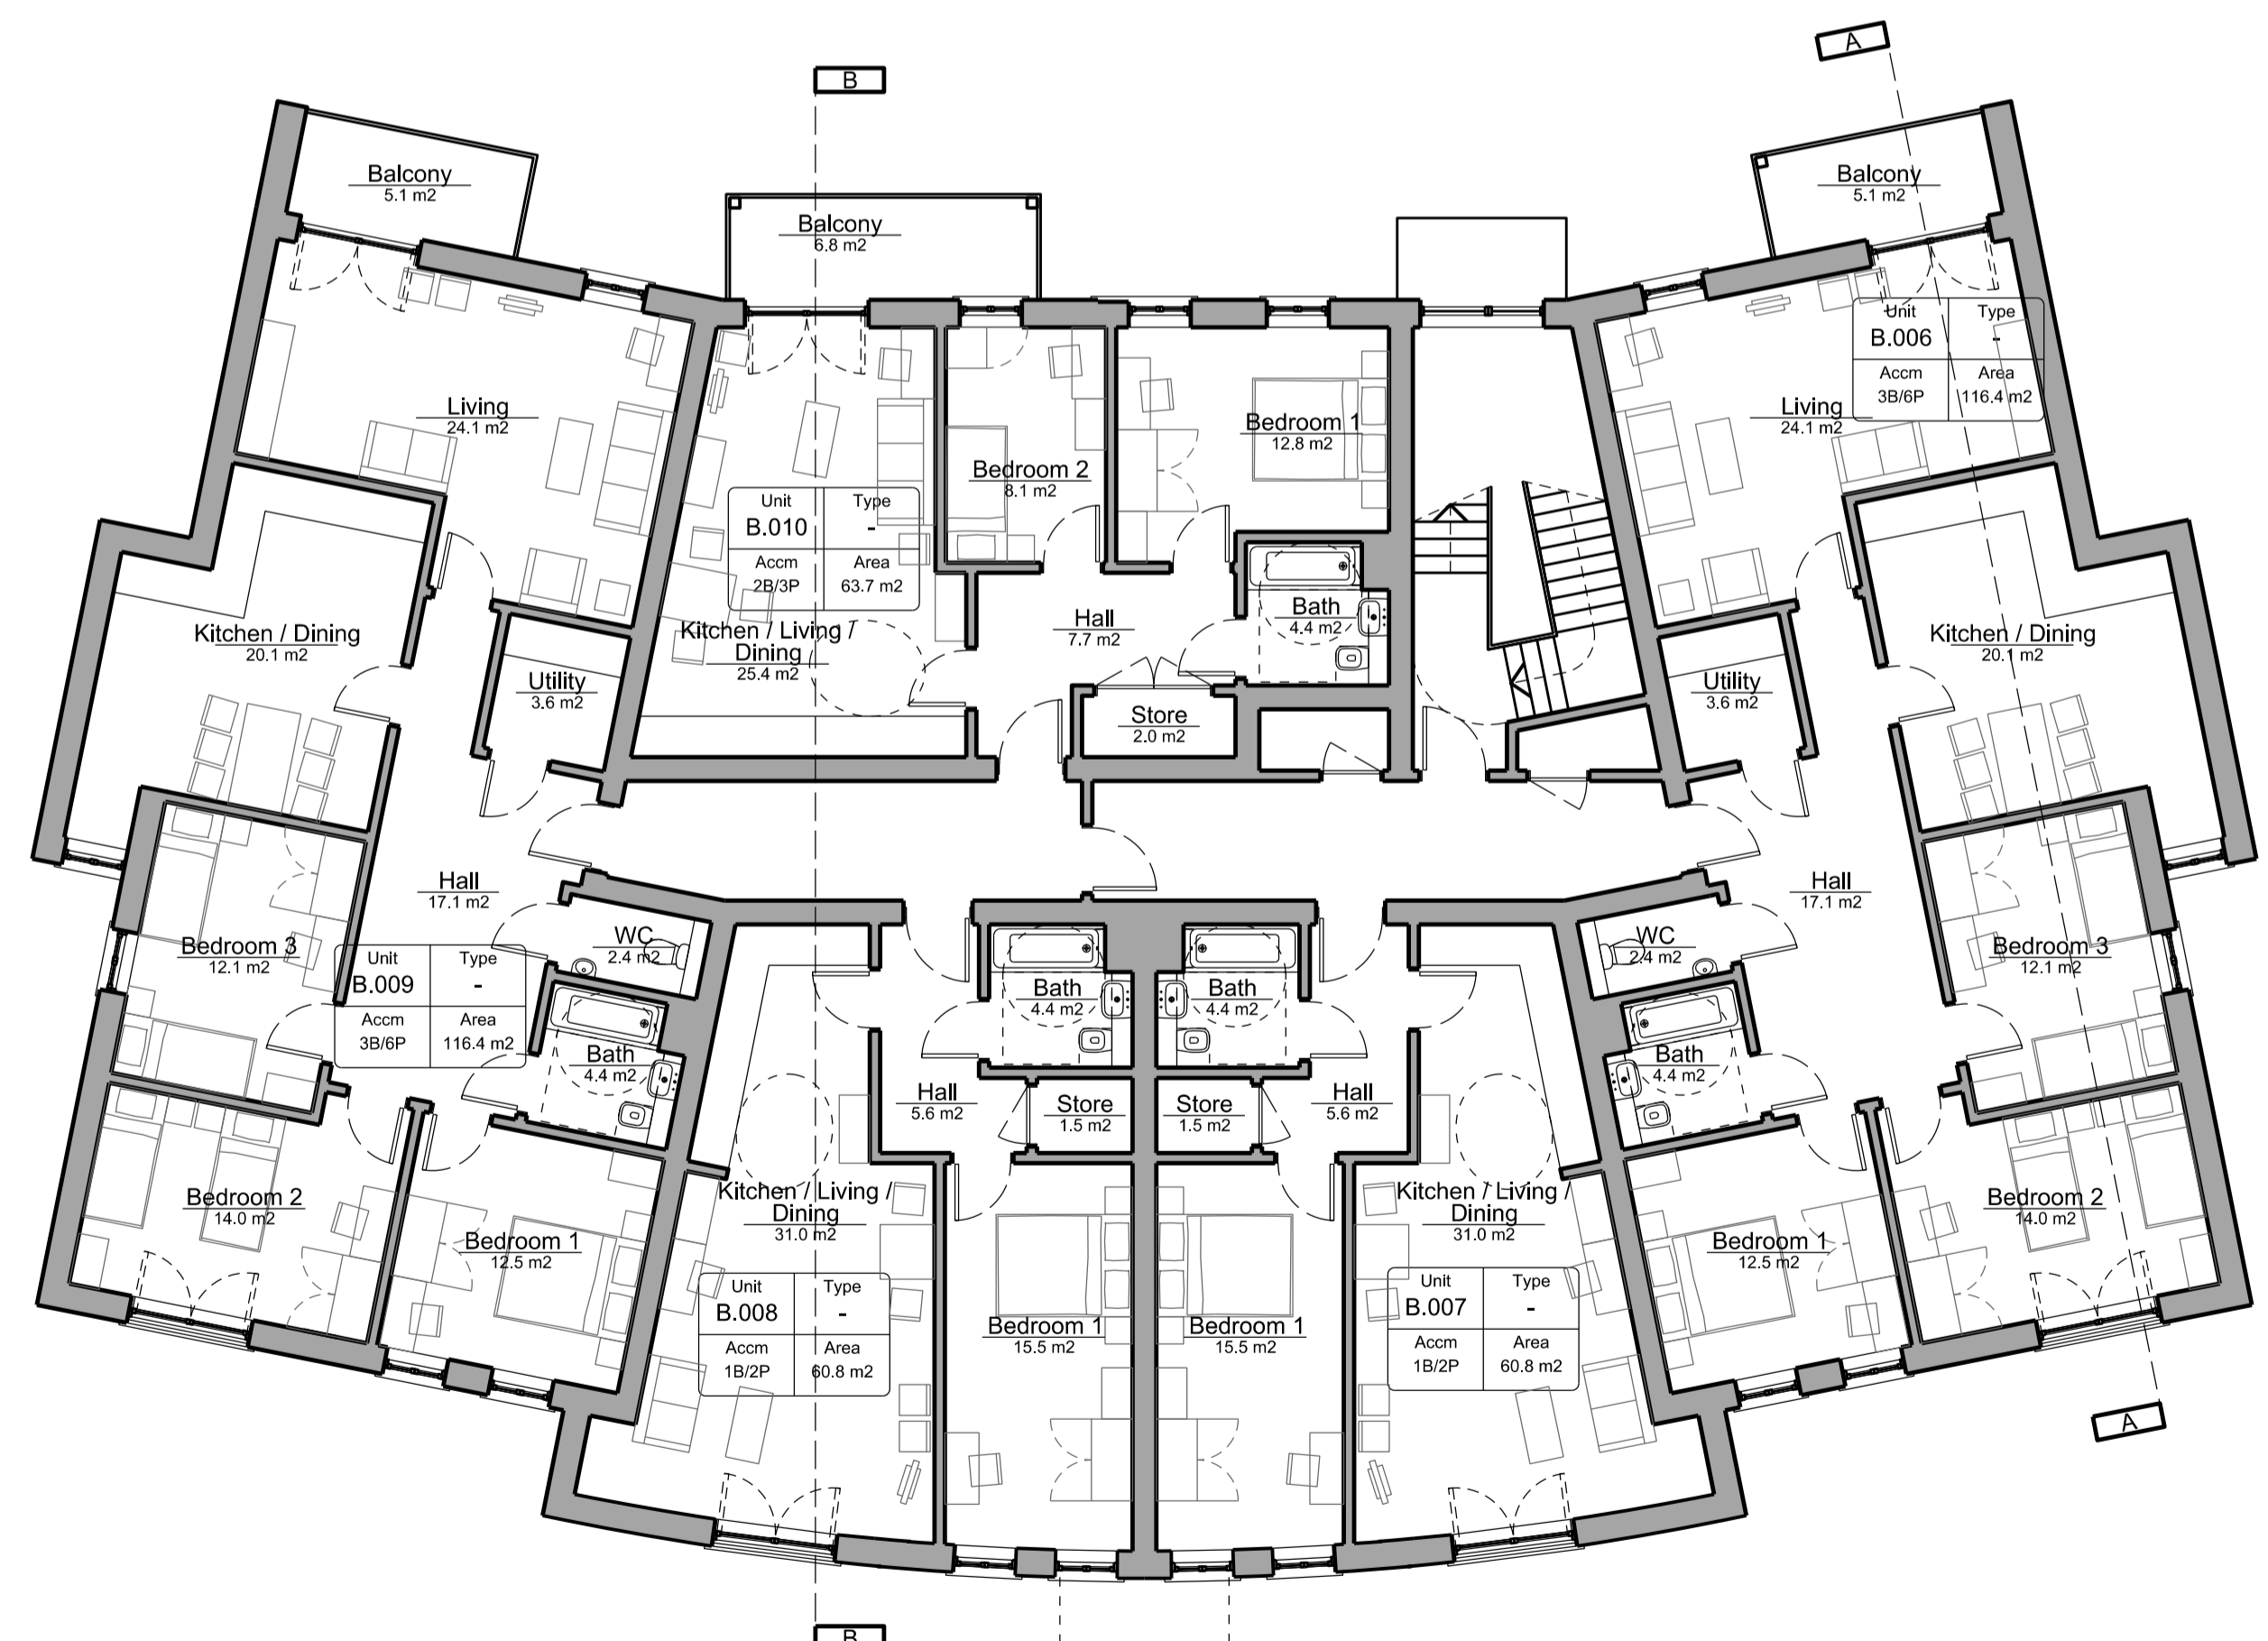 A
B
Balcony
5.1 m2
Balcony
6.8 m2
Balcony
5.1 m2
Living
24.1 m2
Unit
B.010
Type
-
Accm
2B/3P
Area
63.7 m2
Bedroom 2
8.1 m2
Bedroom 1
12.8 m2
Unit
B.006
Type
-
Accm
3B/6P
Area
116.4 m2
Living
24.1 m2
Kitchen / Dining
20.1 m2
Utility
3.6 m2
Kitchen / Living /
Dining
25.4 m2
Hall
7.7 m2
Bath
4.4 m2
Store
2.0 m2
Utility
3.6 m2
Kitchen / Dining
20.1 m2
Hall
17.1 m2
WC
2.4 m2
Bedroom 3
12.1 m2
Unit
B.009
Type
-
Accm
3B/6P
Area
116.4 m2
Bath
4.4 m2
Bath
4.4 m2
Bath
4.4 m2
Hall
5.6 m2
Store
1.5 m2
Store
1.5 m2
Hall
5.6 m2
WC
2.4 m2
Hall
17.1 m2
Bedroom 3
12.1 m2
Bath
4.4 m2
Bedroom 2
14.0 m2
Bedroom 1
12.5 m2
Kitchen / Living /
Dining
31.0 m2
Unit
B.008
Type
-
Accm
1B/2P
Area
60.8 m2
Bedroom 1
15.5 m2
Bedroom 1
15.5 m2
Kitchen / Living /
Dining
31.0 m2
Unit
B.007
Type
-
Accm
1B/2P
Area
60.8 m2
Bedroom 1
12.5 m2
Bedroom 2
14.0 m2
A
B